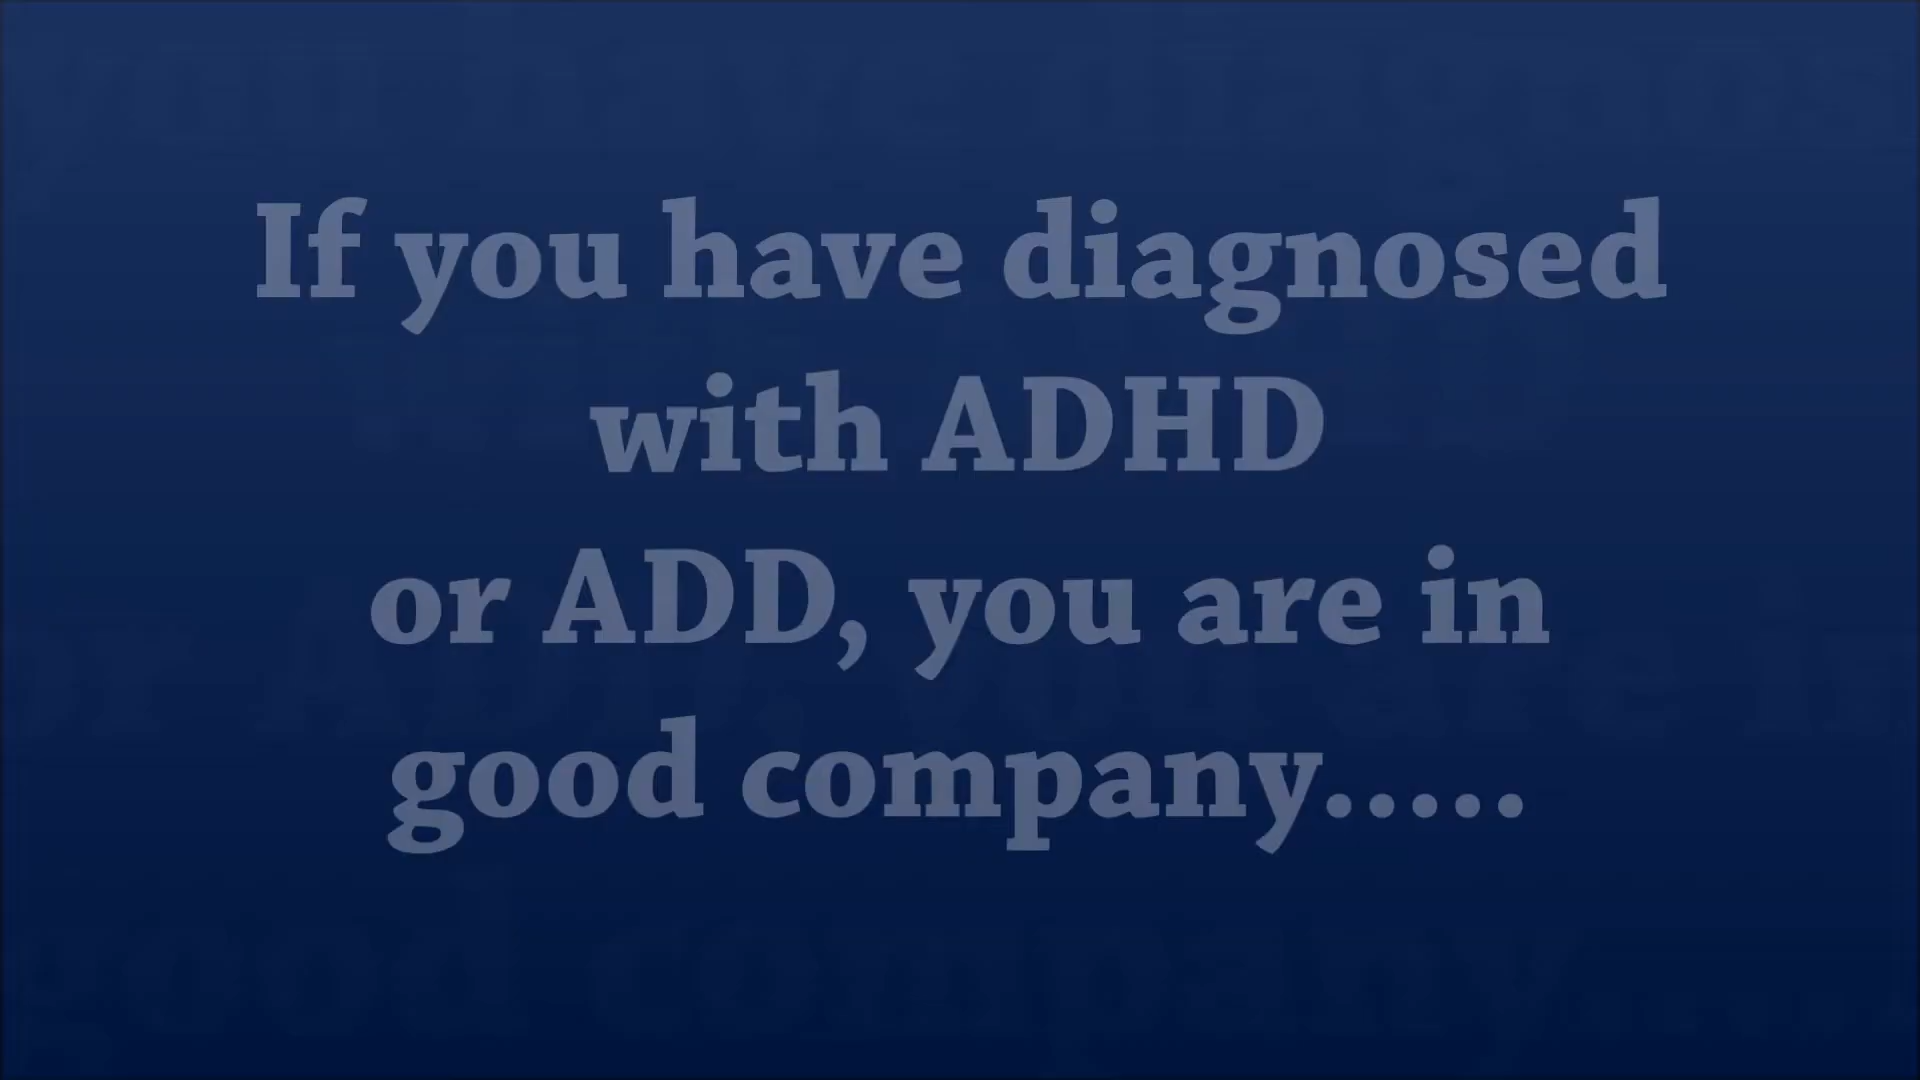 If you have diagnosed
with ADHD
or ADD, you are in
good company.....